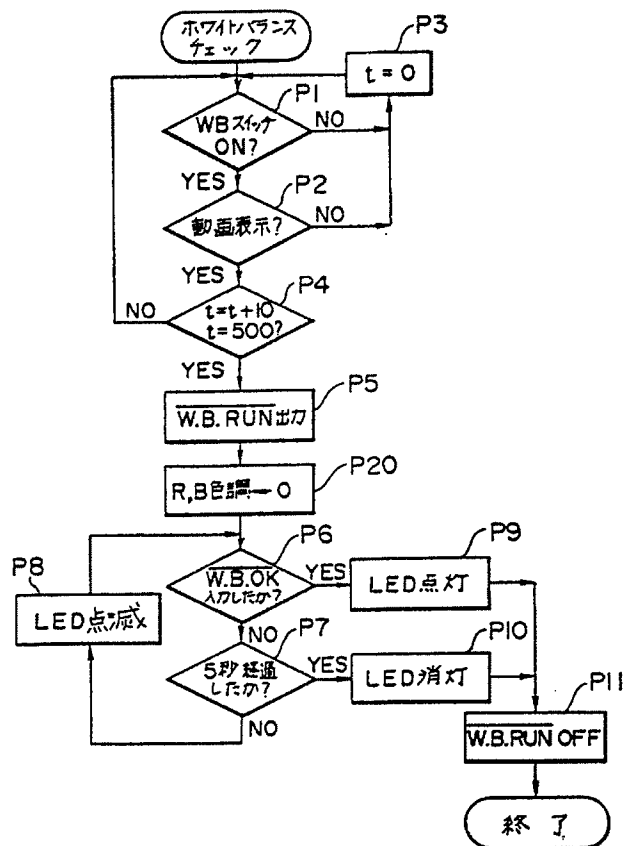 ホワイトバランス
チェック
P3
t=0
P1
WBスイッチ
ON?
NO
YES
P2
動画表示?
NO
YES
P4
t=t+10
t=500?
NO
YES
P5
W.B.RUN出力
P20
R,B色調←0
P6
W.B.OK
入力したか?
YES
P9
LED点灯
P8
LED点滅
NO
P7
5秒経過
したか?
YES
P10
LED消灯
NO
P11
W.B.RUN OFF
終了